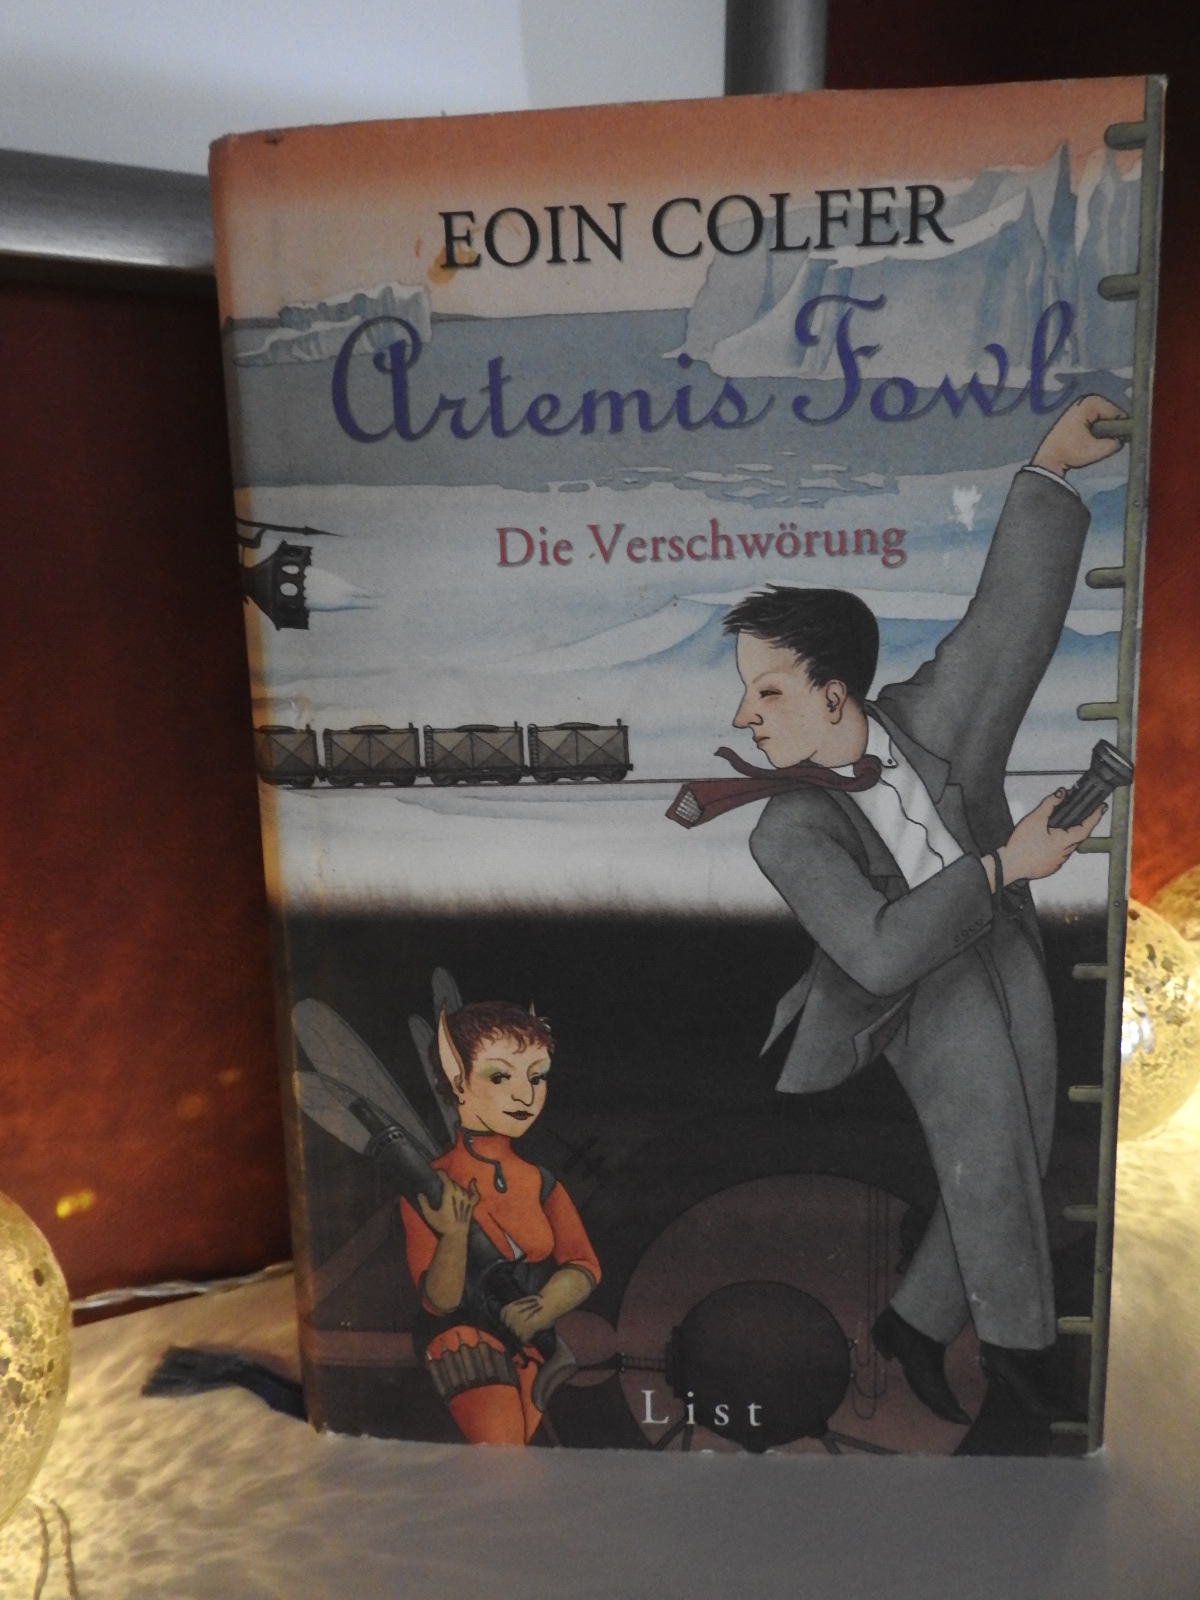 EOIN COLFER
Artemis Fowl
Die Verschwörung
List